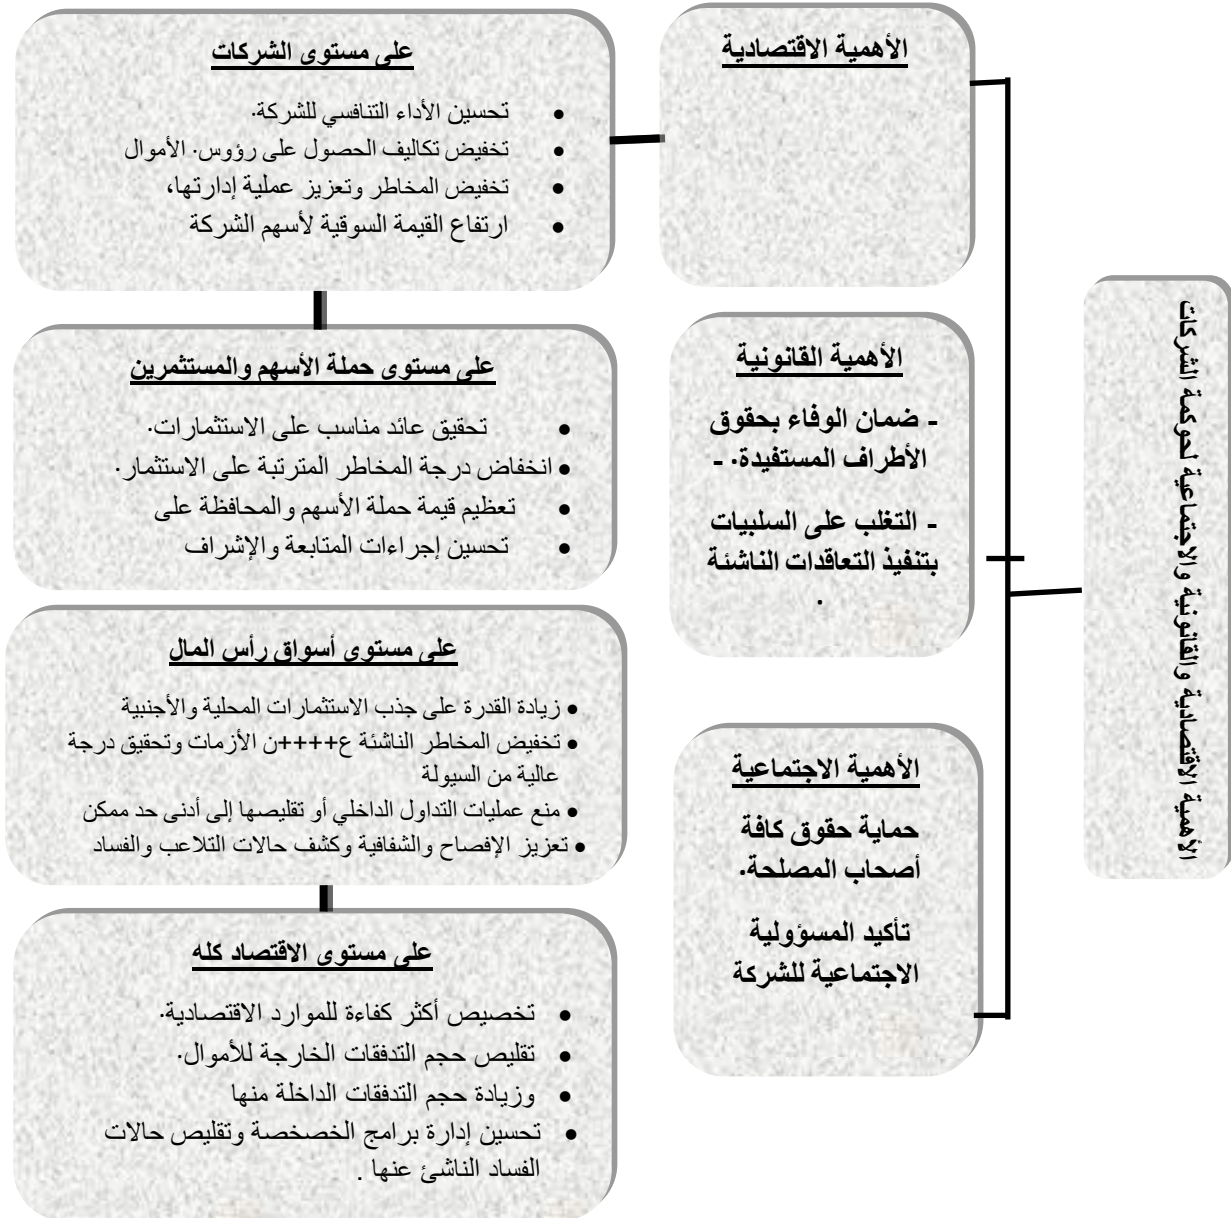 الأهمية الاقتصادية والقانونية والاجتماعية لحوكمة الشركات
الأهمية الاقتصادية
على مستوى الشركات
• تحسين الأداء التنافسي للشركة.
• تخفيض تكاليف الحصول على رؤوس. الأموال
• تخفيض المخاطر وتعزيز عملية إدارتها،
• ارتفاع القيمة السوقية لأسهم الشركة
على مستوى حملة الأسهم والمستثمرين
• تحقيق عائد مناسب على الاستثمارات.
• انخفاض درجة المخاطر المترتبة على الاستثمار.
• تعظيم قيمة حملة الأسهم والمحافظة على
• تحسين إجراءات المتابعة والإشراف
على مستوى أسواق رأس المال
• زيادة القدرة على جذب الاستثمارات المحلية والأجنبية
• تخفيض المخاطر الناشئة ع++++ن الأزمات وتحقيق درجة
عالية من السيولة
• منع عمليات التداول الداخلي أو تقليصها إلى أدنى حد ممكن
• تعزيز الإفصاح والشفافية وكشف حالات التلاعب والفساد
على مستوى الاقتصاد كله
• تخصيص أكثر كفاءة للموارد الاقتصادية.
• تقليص حجم التدفقات الخارجة للأموال.
• وزيادة حجم التدفقات الداخلة منها
• تحسين إدارة برامج الخصخصة وتقليص حالات
الفساد الناشئ عنها .
الأهمية القانونية
- ضمان الوفاء بحقوق
الأطراف المستفيدة. -
- التغلب على السلبيات
بتنفيذ التعاقدات الناشئة
.
الأهمية الاجتماعية
حماية حقوق كافة
أصحاب المصلحة.
تأكيد المسؤولية
الاجتماعية للشركة